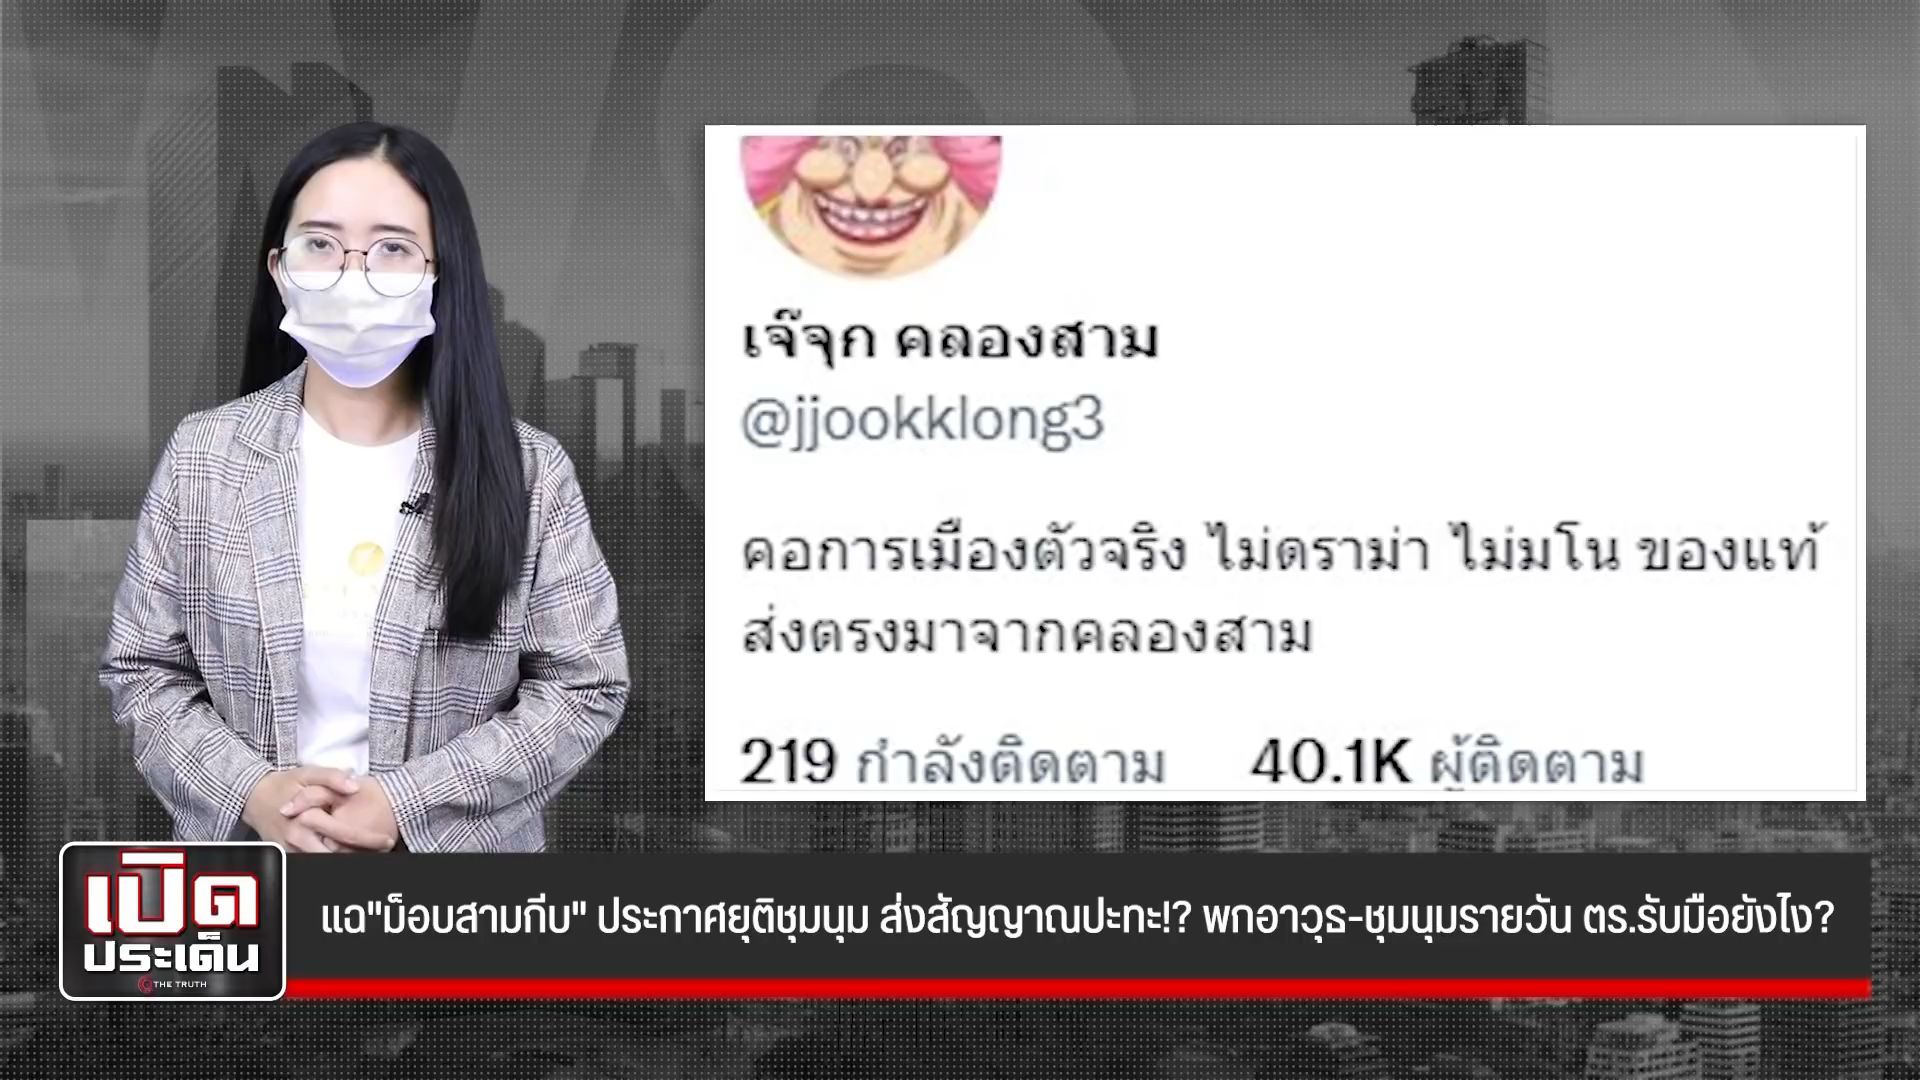 เจ๊จุก คลองสาม
@jjookklong3
คอการเมืองตัวจริง ไม่ดราม่า ไม่มโน ของแท้
ส่งตรงมาจากคลองสาม
219 กำลังติดตาม 40.1K ผู้ติดตาม
เปิด
ประเด็น
THE TRUTH
แฉ"ม็อบสามกีบ" ประกาศยุติชุมนุม ส่งสัญญาณปะทะ!? พกอาวุธ-ชุมนุมรายวัน ตร.รับมือยังไง?